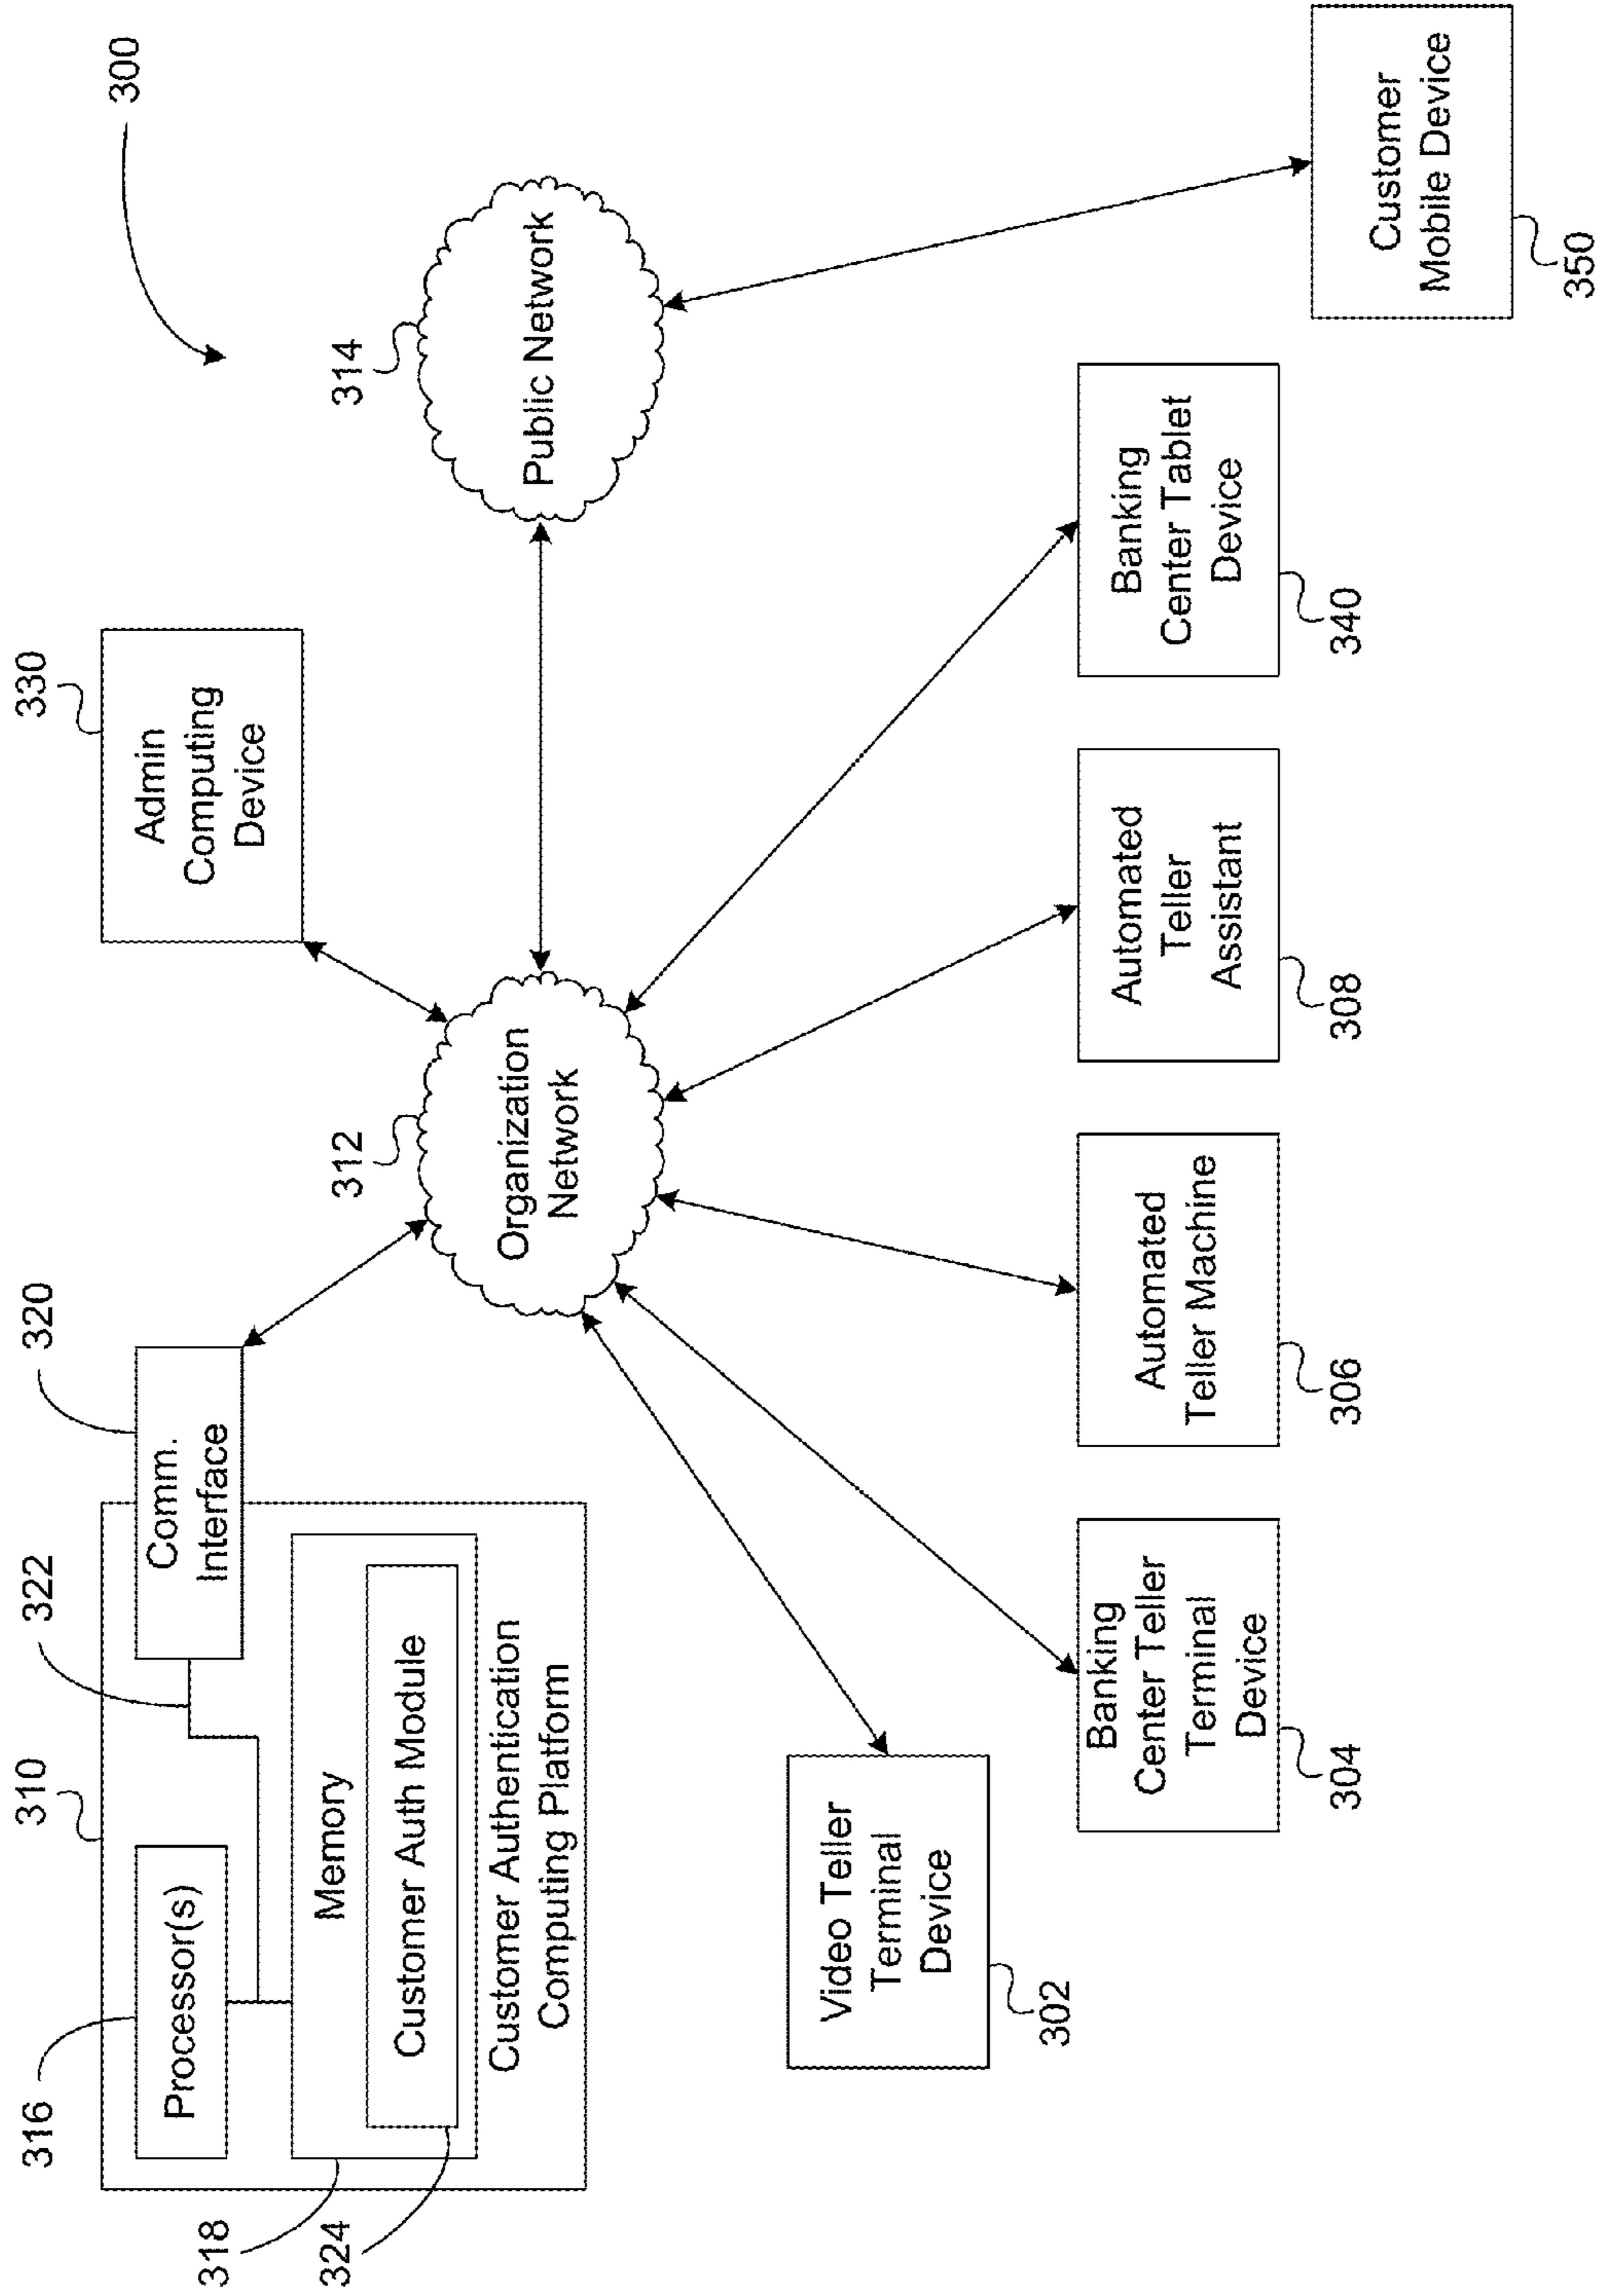 300
310
322
320
330
316
Processor(s)
Comm.
Interface
Admin
Computing
Device
318
Memory
324
Customer Auth Module
Customer Authentication
Computing Platform
312
Organization
Network
314
Public Network
Video Teller
Terminal
Device
302
Banking
Center Teller
Terminal
Device
304
Automated
Teller Machine
306
Automated
Teller
Assistant
308
Banking
Center Tablet
Device
340
Customer
Mobile Device
350